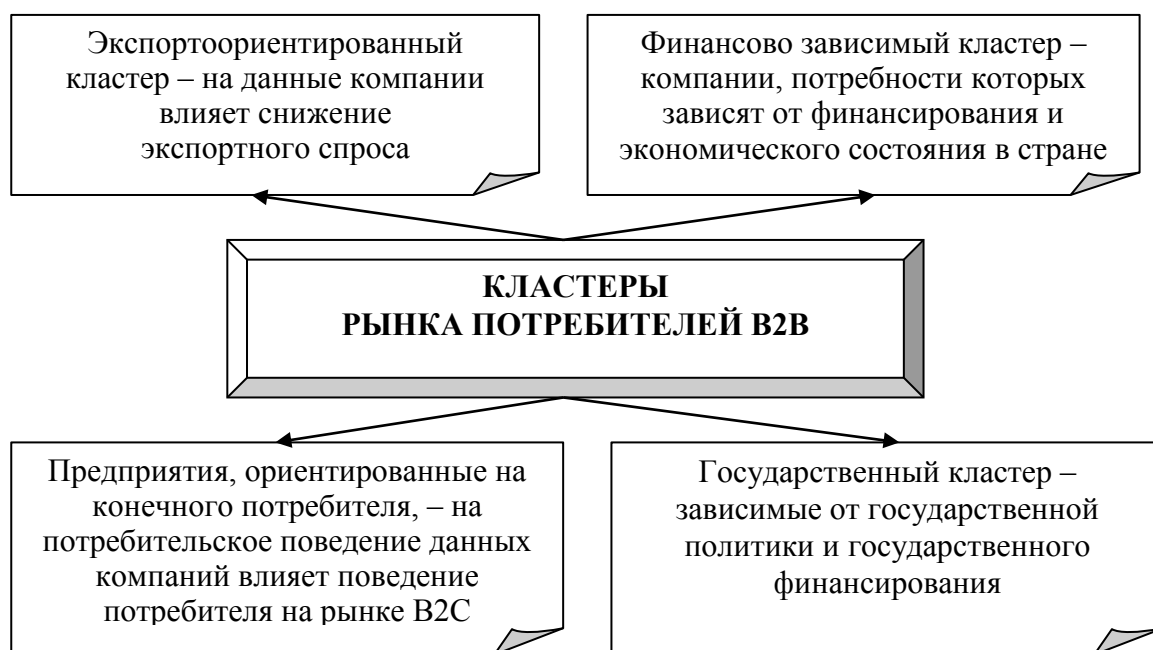 Экспортоориентированный
кластер – на данные компании
влияет снижение
экспортного спроса
Финансово зависимый кластер –
компании, потребности которых
зависят от финансирования и
экономического состояния в стране
КЛАСТЕРЫ
РЫНКА ПОТРЕБИТЕЛЕЙ B2B
Предприятия, ориентированные на
конечного потребителя, – на
потребительское поведение данных
компаний влияет поведение
потребителя на рынке B2C
Государственный кластер –
зависимые от государственной
политики и государственного
финансирования